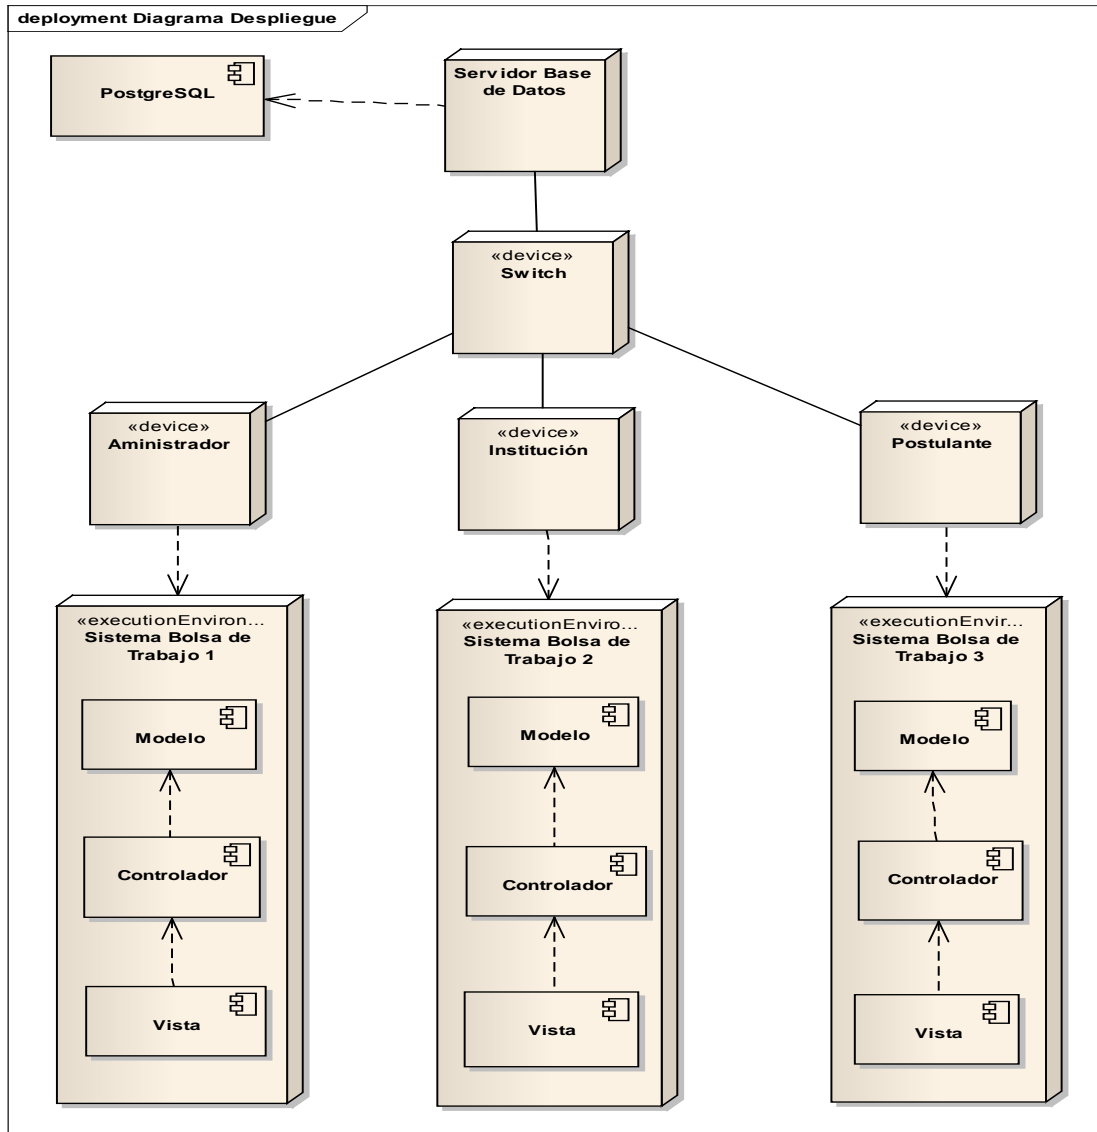 deployment Diagrama Despliegue
PostgreSQL
Servidor Base
de Datos
«device»
Switch
«device»
Aministrador
«device»
Institución
«device»
Postulante
«executionEnviron...
Sistema Bolsa de
Trabajo 1
Modelo
Controlador
Vista
«executionEnviro...
Sistema Bolsa de
Trabajo 2
Modelo
Controlador
Vista
«executionEnvir...
Sistema Bolsa de
Trabajo 3
Modelo
Controlador
Vista